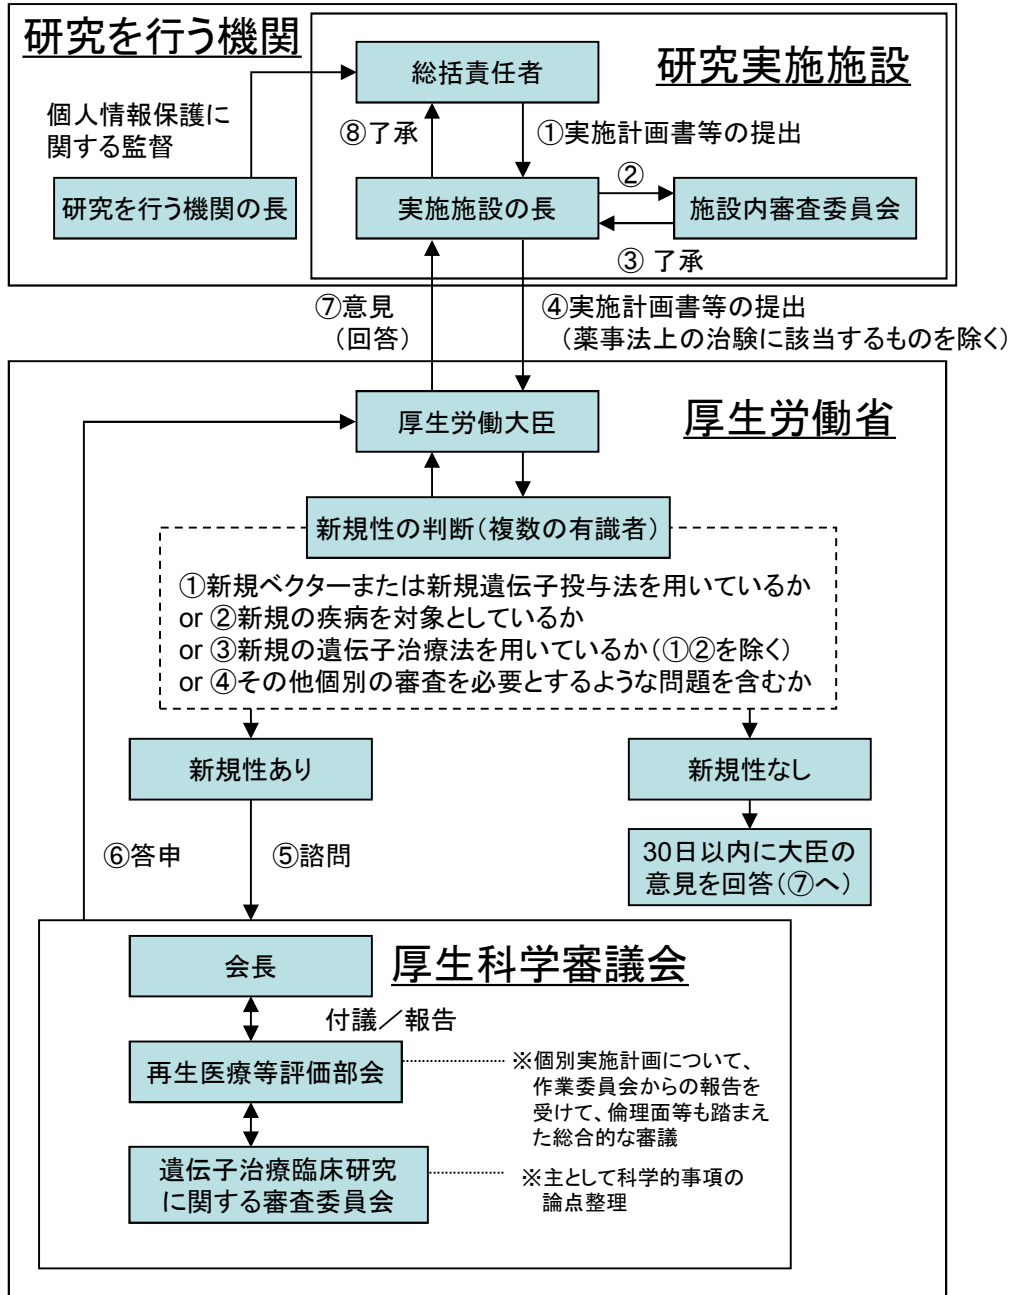 研究を行う機関
研究実施施設
総括責任者
個人情報保護に
関する監督
⑧了承
①実施計画書等の提出
研究を行う機関の長
実施施設の長
②
施設内審査委員会
③ 了承
⑦意見
（回答）
④実施計画書等の提出
（薬事法上の治験に該当するものを除く）
厚生労働省
厚生労働大臣
新規性の判断（複数の有識者）
①新規ベクターまたは新規遺伝子投与法を用いているか
or ②新規の疾病を対象としているか
or ③新規の遺伝子治療法を用いているか（①②を除く）
or ④その他個別の審査を必要とするような問題を含むか
新規性あり
新規性なし
⑥答申
⑤諮問
30日以内に大臣の
意見を回答（⑦へ）
厚生科学審議会
会長
付議／報告
再生医療等評価部会
※個別実施計画について、
作業委員会からの報告を
受けて、倫理面等も踏まえ
た総合的な審議
遺伝子治療臨床研究
に関する審査委員会
※主として科学的事項の
論点整理